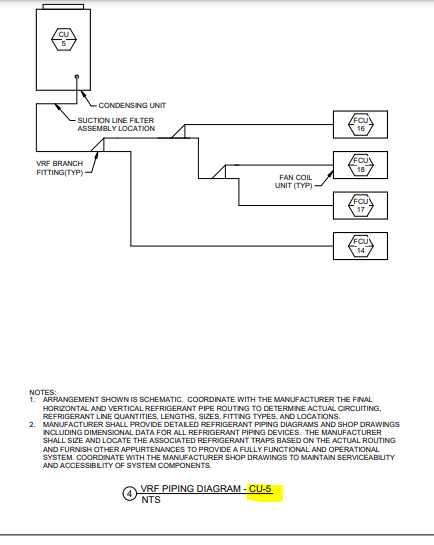 CU
5
CONDENSING UNIT
SUCTION LINE FILTER
ASSEMBLY LOCATION
FCU
16
VRF BRANCH
FITTING(TYP)
FCU
18
FAN COIL
UNIT (TYP)
FCU
17
FCU
14
NOTES:
1. ARRANGEMENT SHOWN IS SCHEMATIC. COORDINATE WITH THE MANUFACTURER THE FINAL
HORIZONTAL AND VERTICAL REFRIGERANT PIPE ROUTING TO DETERMINE ACTUAL CIRCUITING,
REFRIGERANT LINE QUANTITIES, LENGTHS, SIZES, FITTING TYPES, AND LOCATIONS.
2. MANUFACTURER SHALL PROVIDE DETAILED REFRIGERANT PIPING DIAGRAMS AND SHOP DRAWINGS
INCLUDING DIMENSIONAL DATA FOR ALL REFRIGERANT PIPING DEVICES. THE MANUFACTURER
SHALL SIZE AND LOCATE THE ASSOCIATED REFRIGERANT TRAPS BASED ON THE ACTUAL ROUTING
AND FURNISH OTHER APPURTENANCES TO PROVIDE A FULLY FUNCTIONAL AND OPERATIONAL
SYSTEM. COORDINATE WITH THE MANUFACTURER SHOP DRAWINGS TO MAINTAIN SERVICEABILITY
AND ACCESSIBILITY OF SYSTEM COMPONENTS.
4 VRF PIPING DIAGRAM - CU-5
NTS